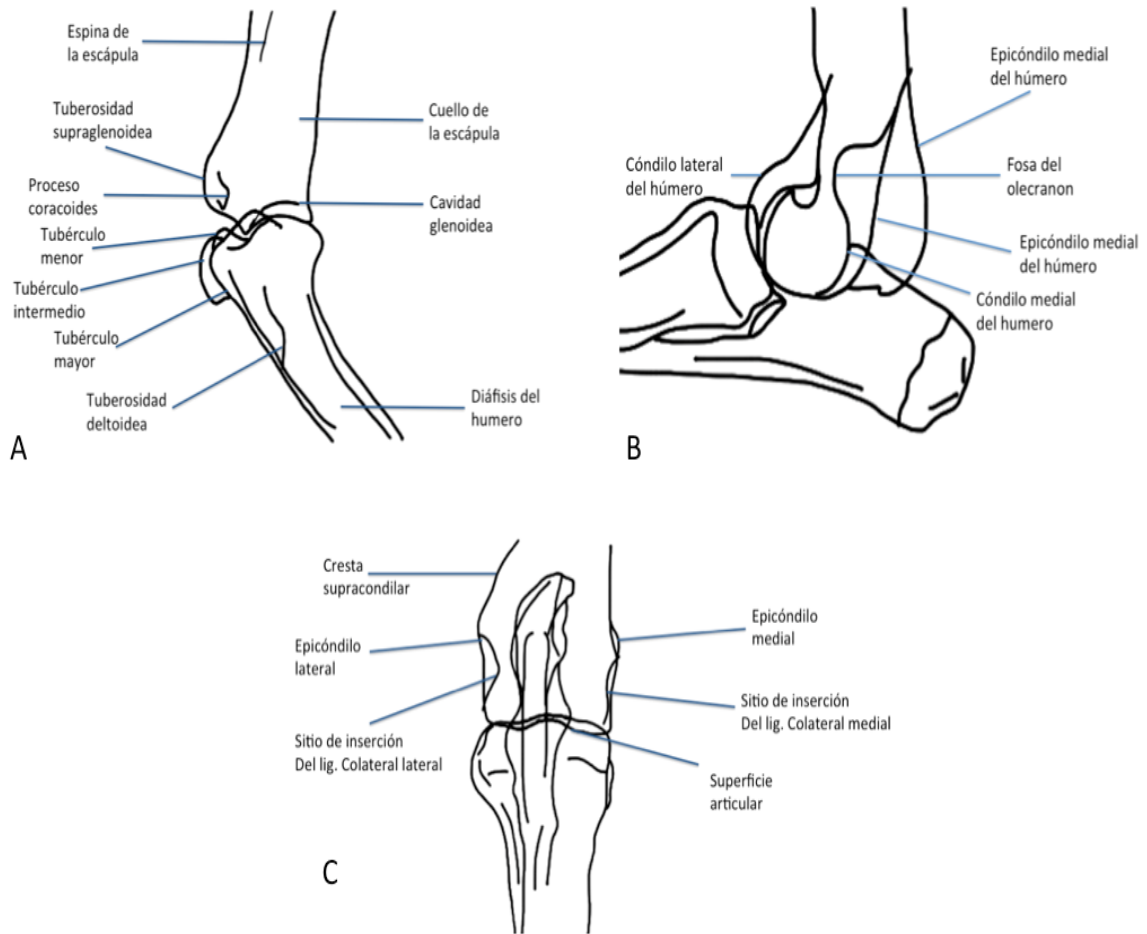 Espina de
la escápula
Tuberosidad
supraglenoidea
Proceso
coracoides
Tubérculo
menor
Tubérculo
intermedio
Tubérculo
mayor
Tuberosidad
deltoidea
Cuello de
la escápula
Cavidad
glenoidea
Diáfisis del
humero
A
Cóndilo lateral
del húmero
Epicóndilo medial
del húmero
Fosa del
olecranon
Epicóndilo medial
del húmero
Cóndilo medial
del humero
B
Cresta
supracondilar
Epicóndilo
lateral
Sitio de inserción
Del lig. Colateral lateral
Epicóndilo
medial
Sitio de inserción
Del lig. Colateral medial
Superficie
articular
C